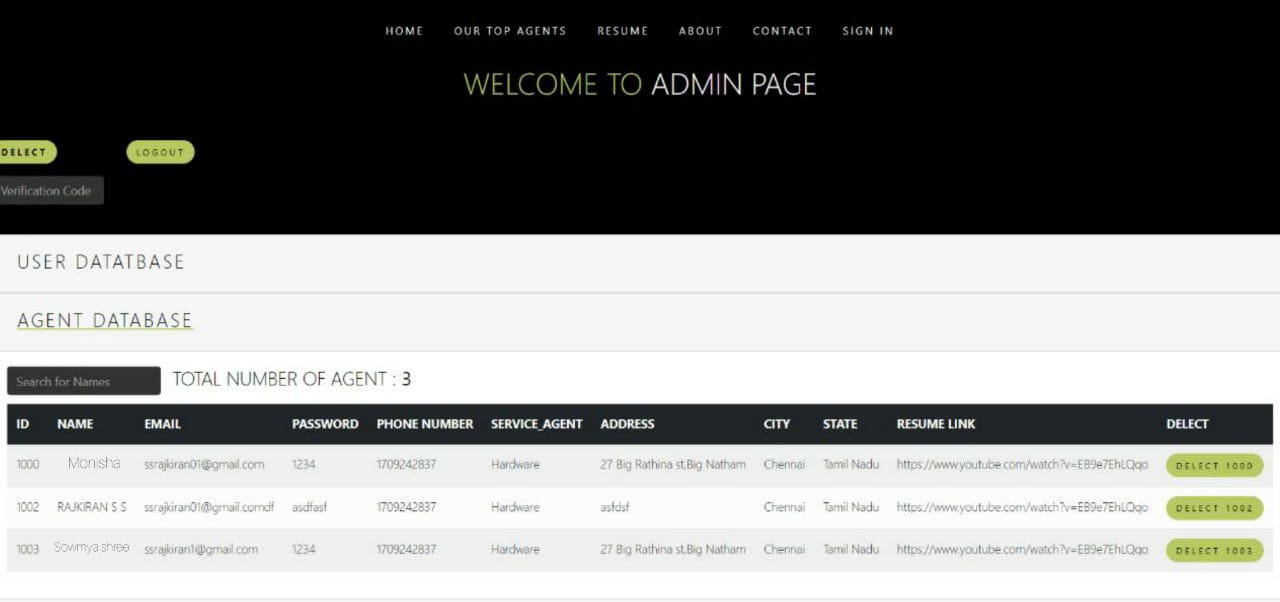 HOME OUR TOP AGENTS RESUME ABOUT CONTACT SIGN IN
WELCOME TO ADMIN PAGE
DELECT LOGOUT
Verification Code
USER DATATBASE
AGENT DATABASE
Search for Names TOTAL NUMBER OF AGENT : 3
ID NAME EMAIL PASSWORD PHONE NUMBER SERVICE_AGENT ADDRESS CITY STATE RESUME LINK DELECT
1000 Monisha ssrajkiran01@gmail.com 1234 1709242837 Hardware 27 Big Rathina st,Big Natham Chennai Tamil Nadu https://www.youtube.com/watch?v=EB9e7EhLQqo DELECT 1000
1002 RAJKIRAN S S ssrajkiran01@gmail.comdf asdfasf 1709242837 Hardware asfdsf Chennai Tamil Nadu https://www.youtube.com/watch?v=EB9e7EhLQqo DELECT 1002
1003 Sowmya shree ssrajkiran1@gmail.com 1234 1709242837 Hardware 27 Big Rathina st,Big Natham Chennai Tamil Nadu https://www.youtube.com/watch?v=EB9e7EhLQqo DELECT 1003